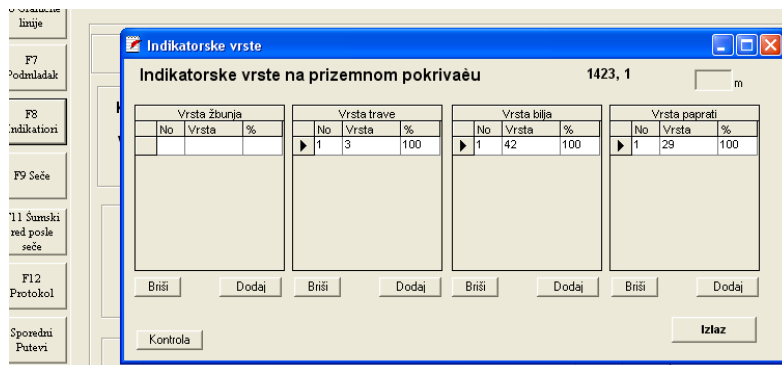 linije
F7
Podmladak
F8
Indikatiori
F9 Seče
F11 Šumski
red posle
seče
F12
Protokol
Sporedni
Putevi
Indikatorske vrste
Indikatorske vrste na prizemnom pokrivaèu 1423, 1 m
Vrsta žbunja
No Vrsta %
Briši Dodaj
Vrsta trave
No Vrsta %
1 3 100
Briši Dodaj
Vrsta bilja
No Vrsta %
1 42 100
Briši Dodaj
Vrsta paprati
No Vrsta %
1 29 100
Briši Dodaj
Kontrola
Izlaz